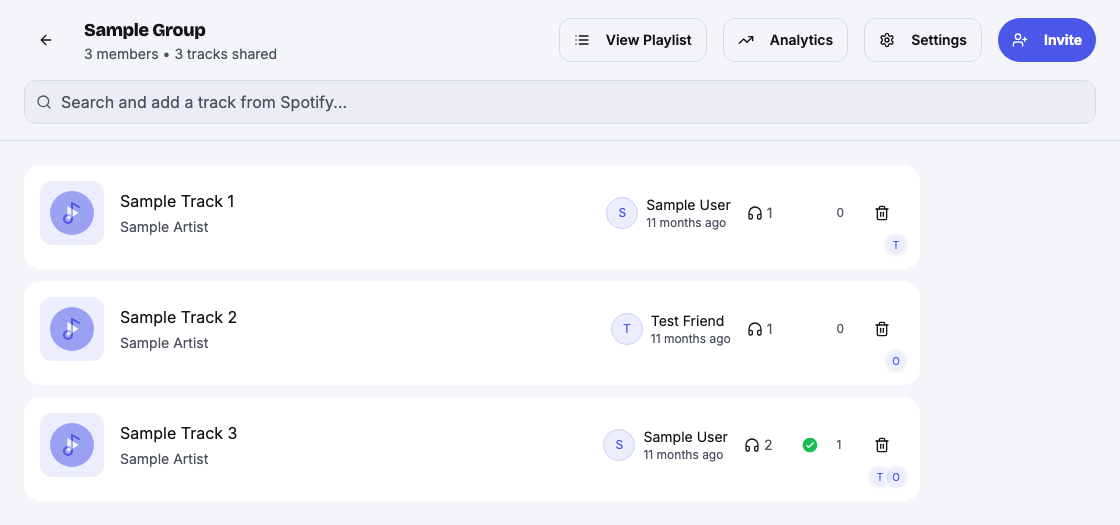 Sample Group
3 members • 3 tracks shared
View Playlist
Analytics
Settings
Invite
Search and add a track from Spotify...
Sample Track 1
Sample Artist
S
Sample User
11 months ago
1
0
T
Sample Track 2
Sample Artist
T
Test Friend
11 months ago
1
0
O
Sample Track 3
Sample Artist
S
Sample User
11 months ago
2
1
T
O